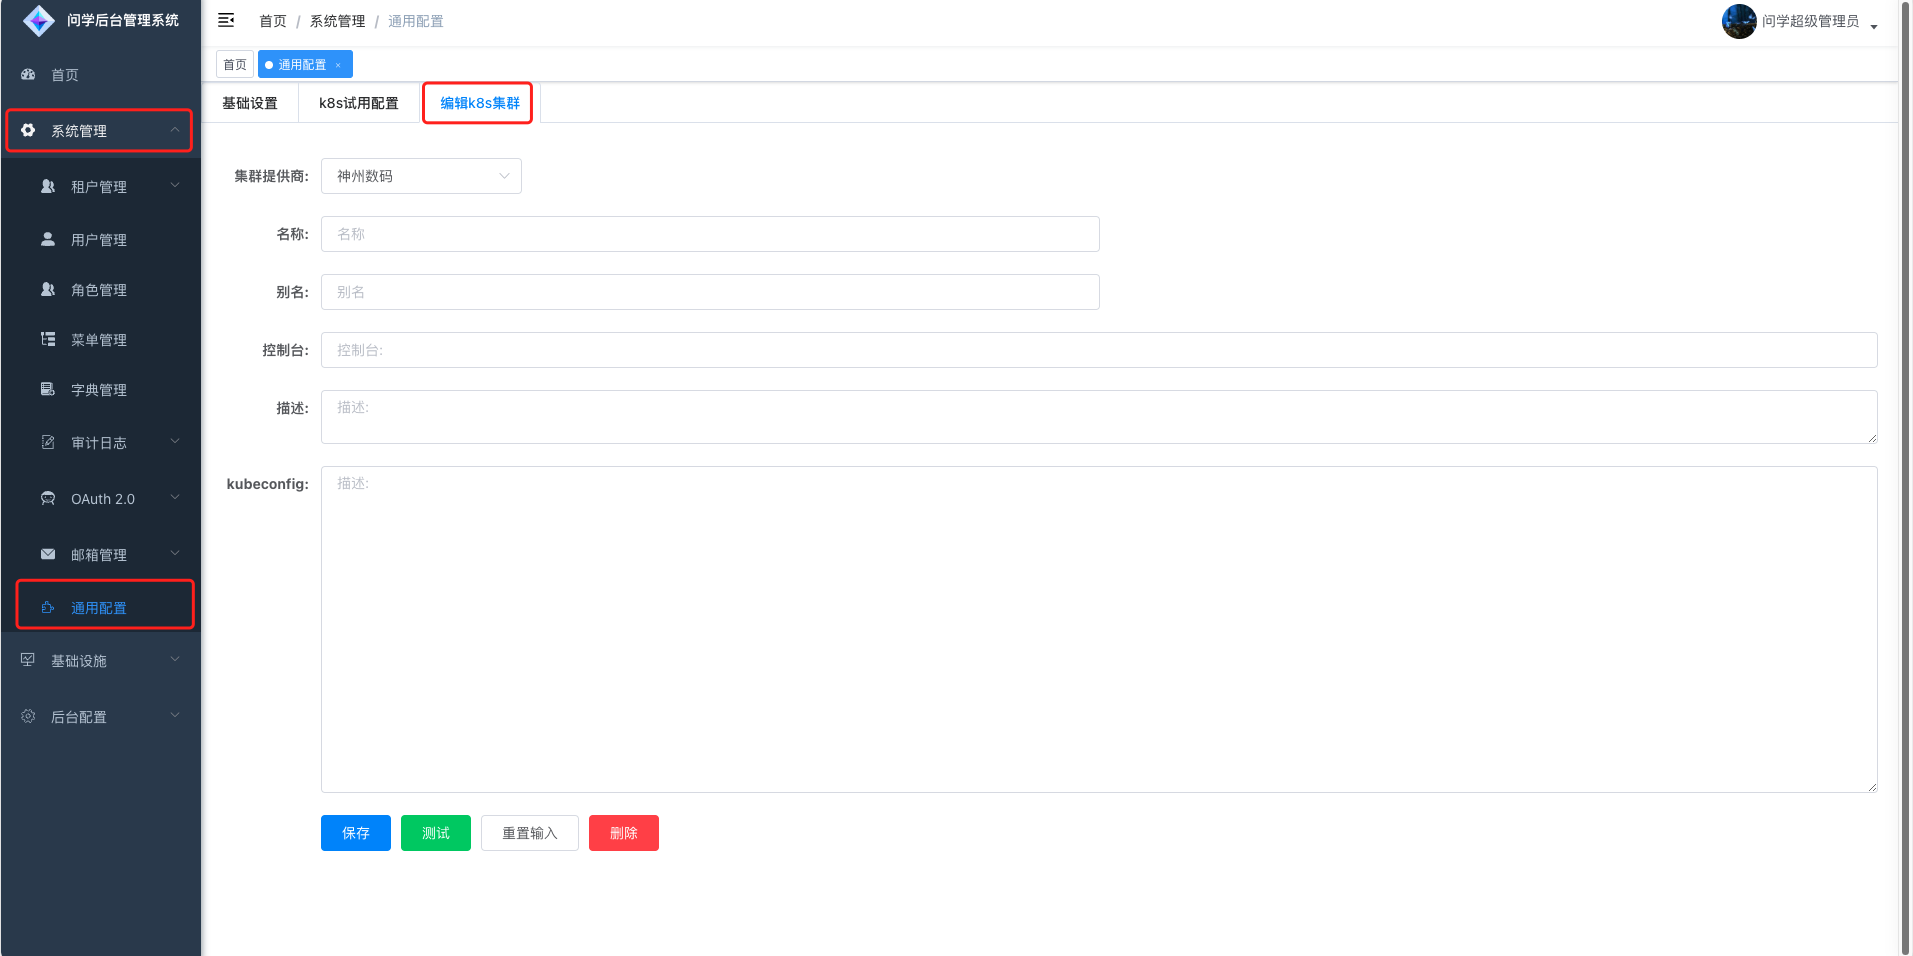 问学后台管理系统
首页 / 系统管理 / 通用配置
问学超级管理员
首页
通用配置 ×
首页
系统管理
租户管理
用户管理
角色管理
菜单管理
字典管理
审计日志
OAuth 2.0
邮箱管理
通用配置
基础设施
后台配置
基础设置
k8s试用配置
编辑k8s集群
集群提供商: 神州数码
名称: 名称
别名: 别名
控制台: 控制台:
描述: 描述:
kubeconfig: 描述:
保存
测试
重置输入
删除